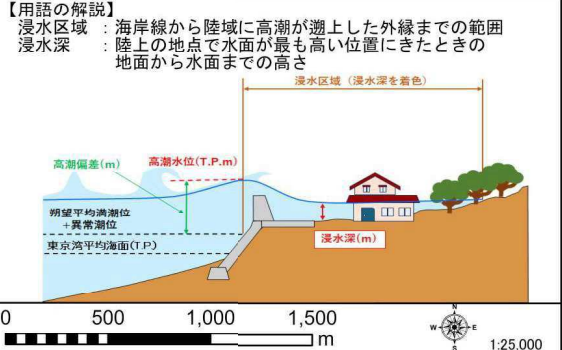 【用語の解説】
浸水区域 ：海岸線から陸域に高潮が遡上した外縁までの範囲
浸水深 ：陸上の地点で水面が最も高い位置にきたときの
地面から水面までの高さ
浸水区域（浸水深を着色）
高潮偏差(m)
高潮水位(T.P.m)
朔望平均満潮位
+異常潮位
東京湾平均海面(T.P)
浸水深(m)
0 500 1,000 1,500
m
N
W E
S
1:25,000